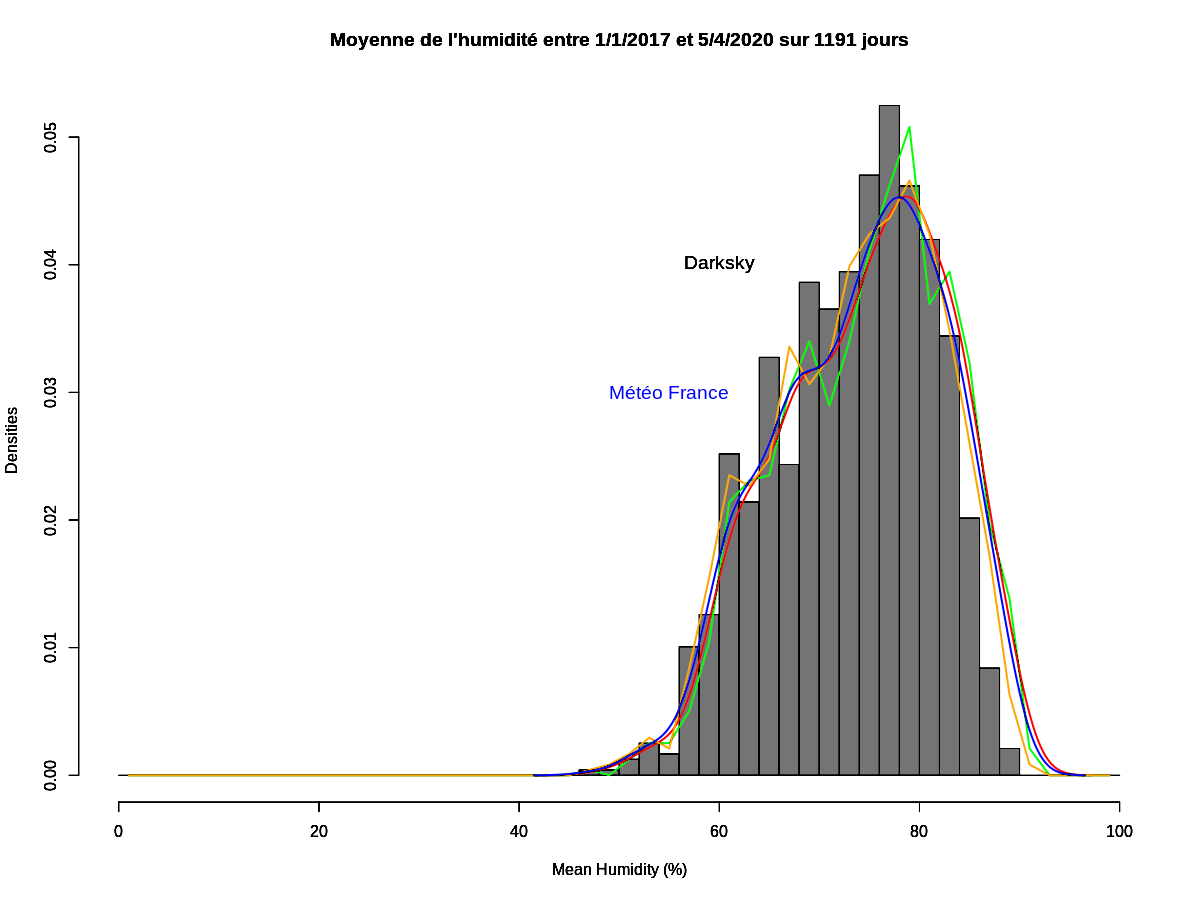 Moyenne de l'humidité entre 1/1/2017 et 5/4/2020 sur 1191 jours
0.05
0.04
0.03
0.02
0.01
0.00
Densities
Darksky
Météo France
0 20 40 60 80 100
Mean Humidity (%)